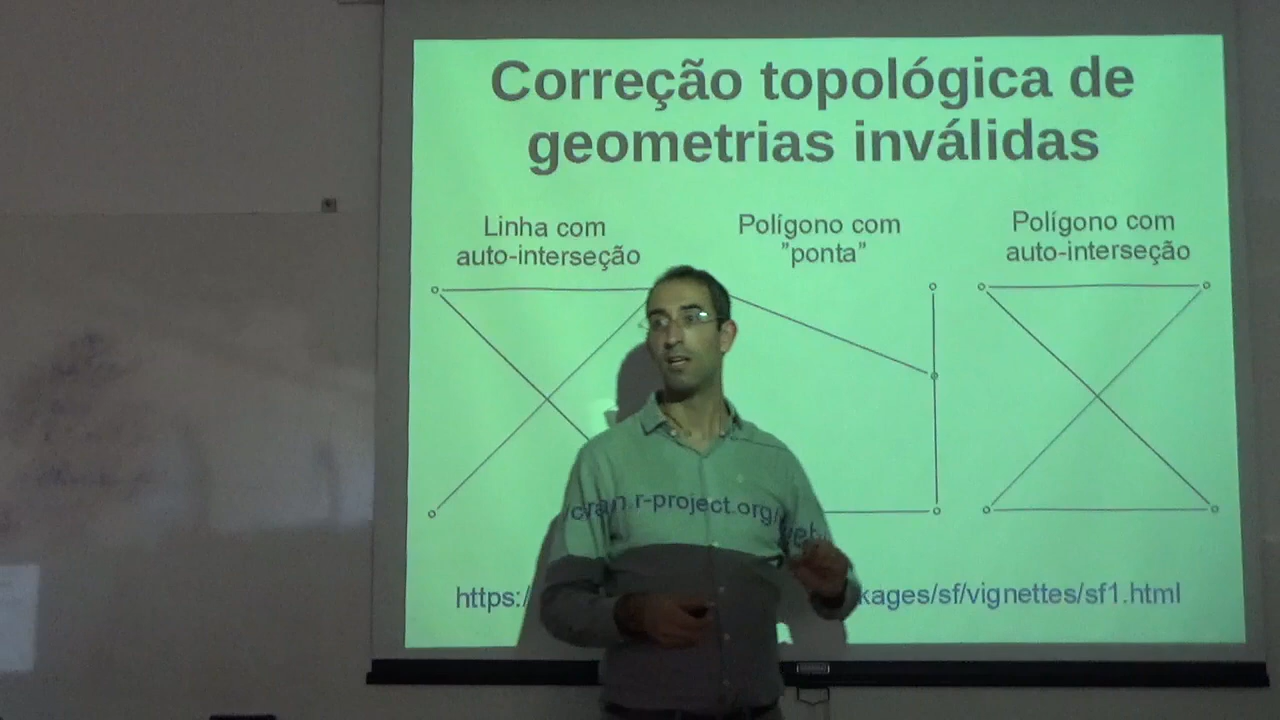 Correção topológica de
geometrias inválidas
Linha com
auto-interseção
Polígono com
"ponta"
Polígono com
auto-interseção
https:/ /cran.r-project.org/ kages/sf/vignettes/sf1.html